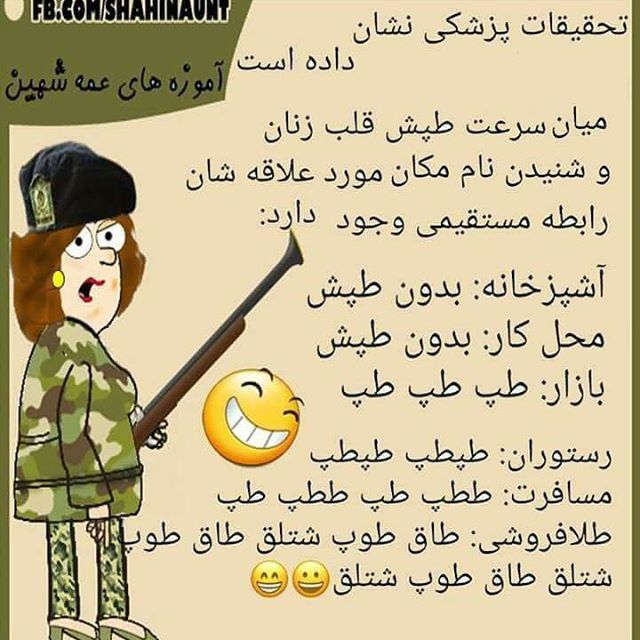 FB.COM/SHAHINAUNT
آموزه های عمه شهین
تحقیقات پزشکی نشان
داده است
میان سرعت طپش قلب زنان
و شنیدن نام مکان مورد علاقه شان
رابطه مستقیمی وجود دارد:
آشپزخانه: بدون طپش
محل کار: بدون طپش
بازار: طپ طپ طپ
رستوران: طپطپ طپطپ
مسافرت: ططپ طپ ططپ طپ
طلافروشی: طاق طوپ شتلق طاق طوپ
شتلق طاق طوپ شتلق😀😁